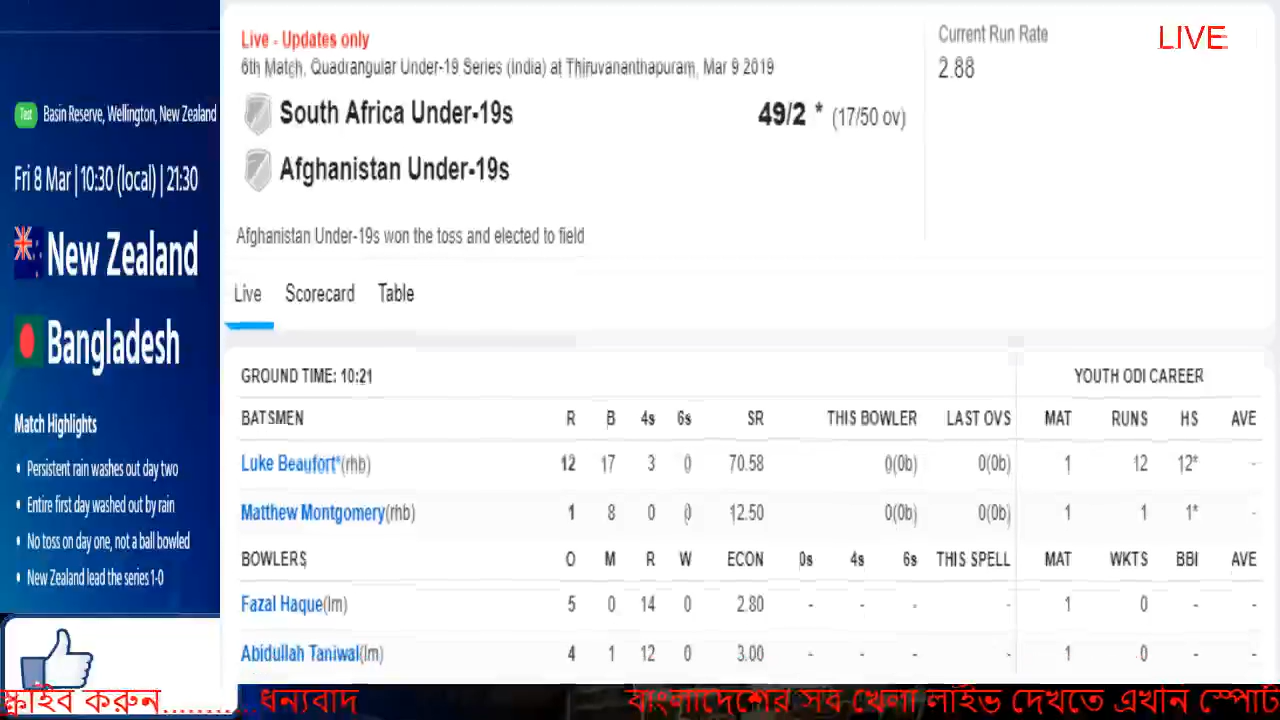 Test Basin Reserve, Wellington, New Zealand
Fri 8 Mar | 10:30 (local) | 21:30
New Zealand
Bangladesh
Match Highlights
• Persistent rain washes out day two
• Entire first day washed out by rain
• No toss on day one, not a ball bowled
• New Zealand lead the series 1-0
Live - Updates only
6th Match, Quadrangular Under-19 Series (India) at Thiruvananthapuram, Mar 9 2019
South Africa Under-19s 49/2 * (17/50 ov)
Afghanistan Under-19s
Afghanistan Under-19s won the toss and elected to field
Current Run Rate
2.88
LIVE
Live Scorecard Table
GROUND TIME: 10:21 YOUTH ODI CAREER
BATSMEN R B 4s 6s SR THIS BOWLER LAST OVS MAT RUNS HS AVE
Luke Beaufort*(rhb) 12 17 3 0 70.58 0(0b) 0(0b) 1 12 12* -
Matthew Montgomery(rhb) 1 8 0 0 12.50 0(0b) 0(0b) 1 1 1* -
BOWLERS O M R W ECON 0s 4s 6s THIS SPELL MAT WKTS BBI AVE
Fazal Haque(lm) 5 0 14 0 2.80 - - - - 1 0 - -
Abidullah Taniwal(lm) 4 1 12 0 3.00 - - - - 1 0 - -
স্ক্রাইব করুন..........ধন্যবাদ বাংলাদেশের সব খেলা লাইভ দেখতে এখান স্পোর্ট